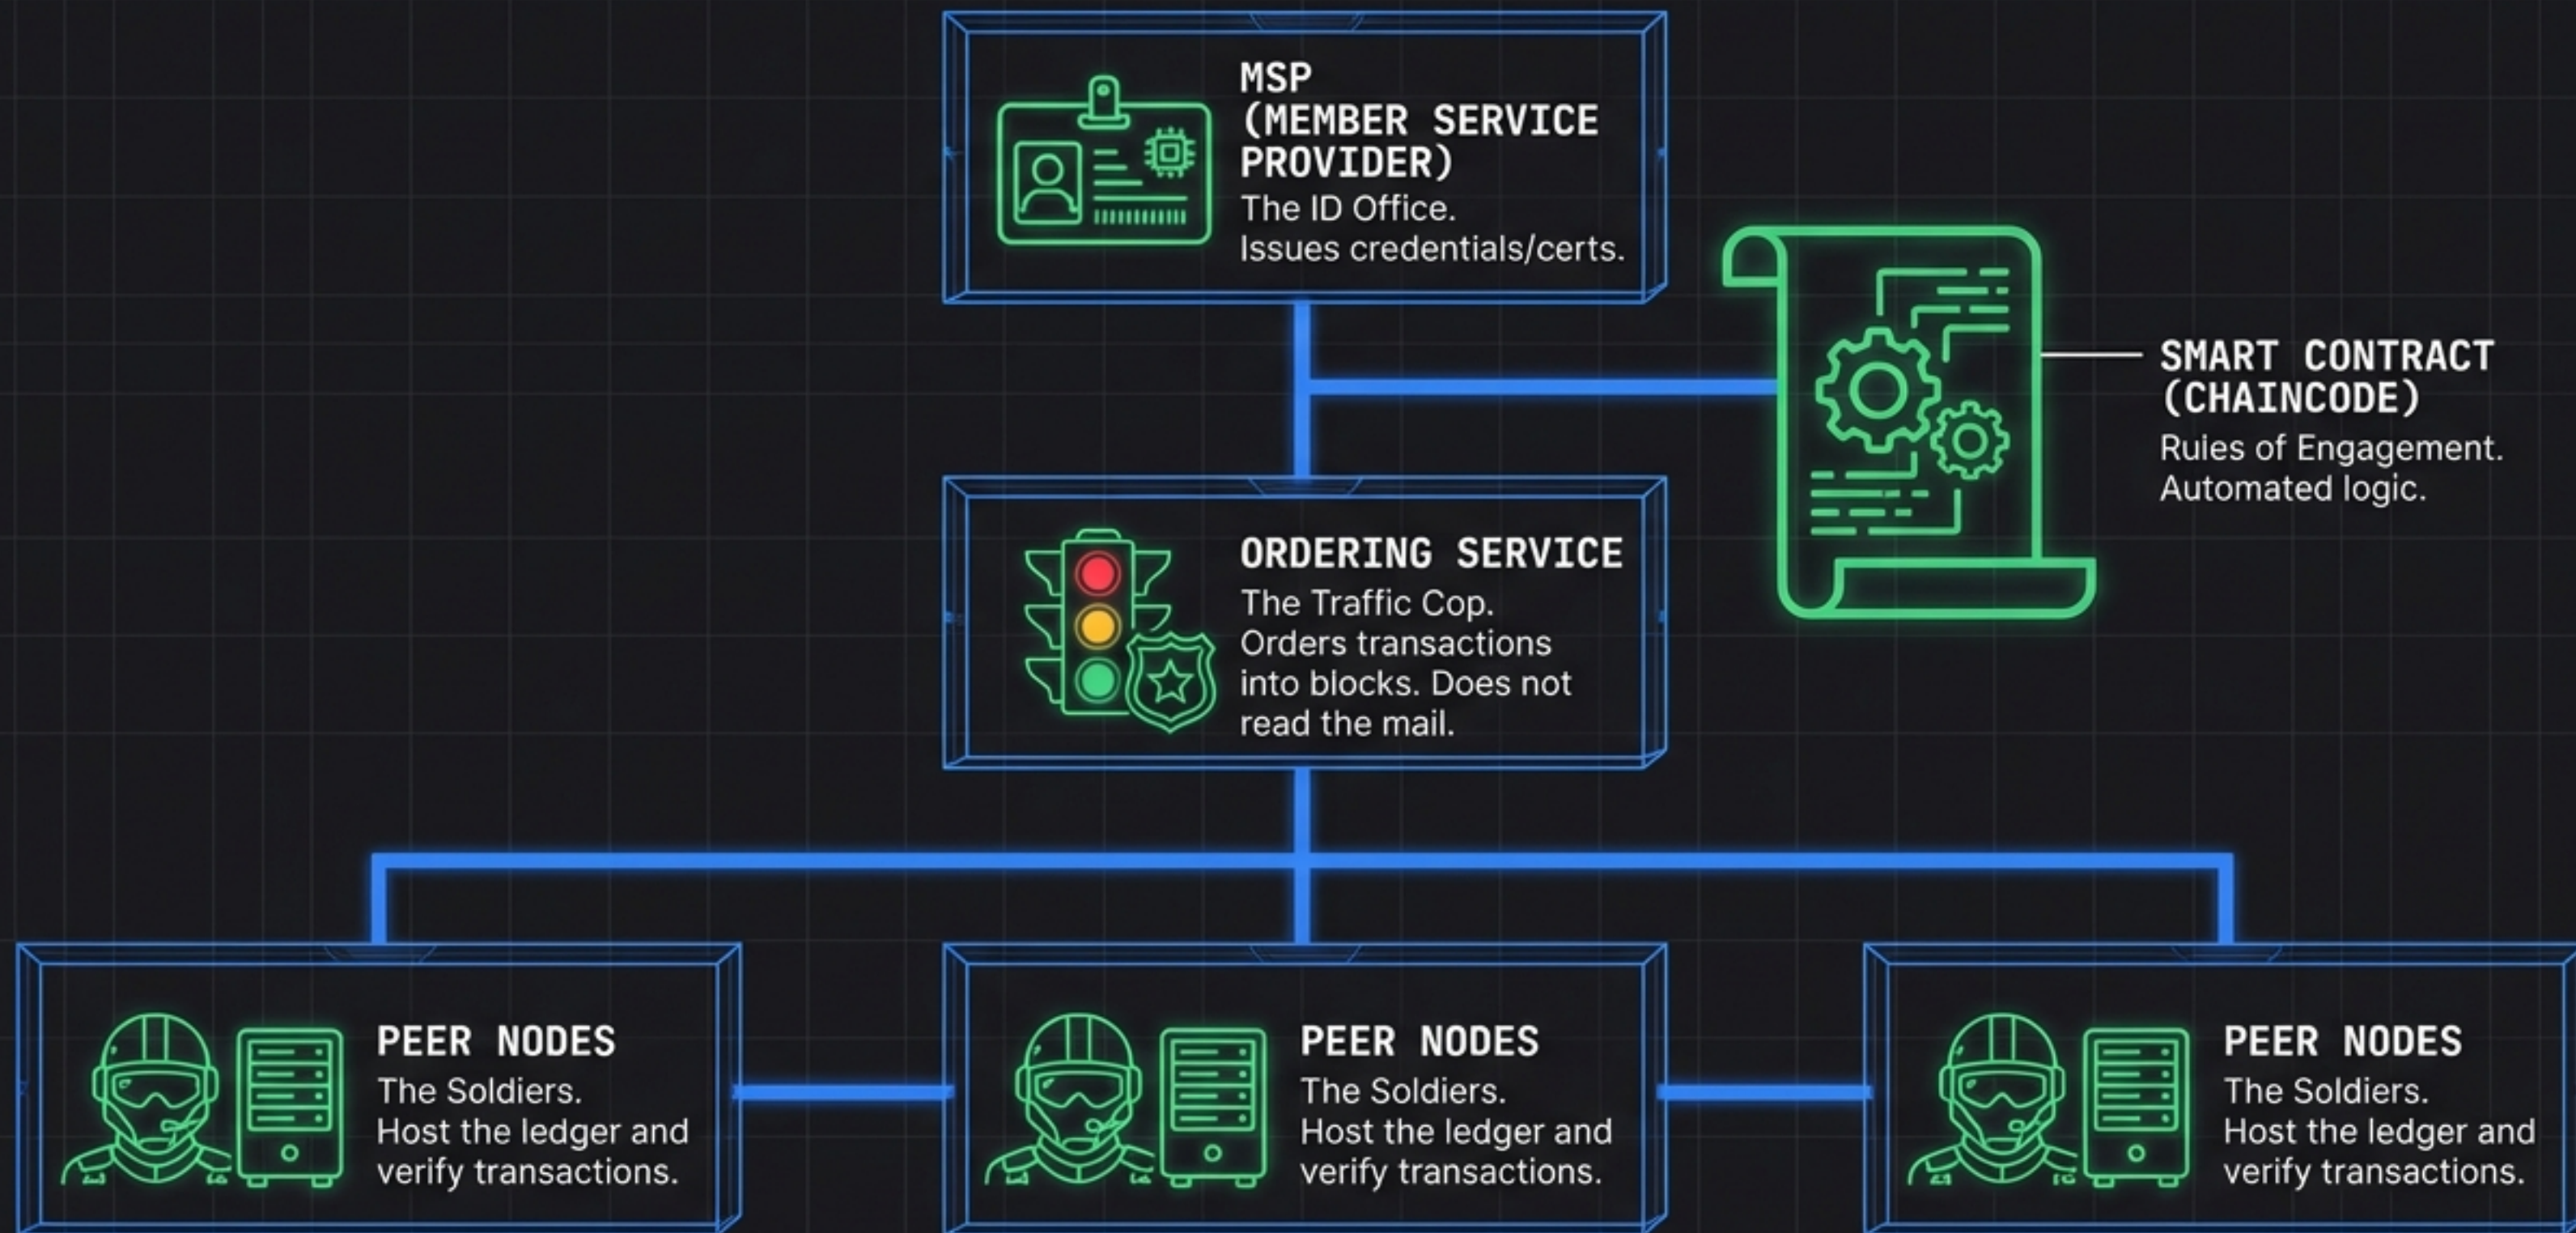 MSP
(MEMBER SERVICE
PROVIDER)
The ID Office.
Issues credentials/certs.
SMART CONTRACT
(CHAINCODE)
Ruies of Engagement.
Automated logic.
ORDERING SERVICE
The Traffic Cop.
Orders transactions
into blocks. Does not
read the mail.
PEER NODES
The Soldiers.
Host the ledger and
verify transactions.
PEER NODES
The Soldiers.
Host the ledger and
verify transactions.
PEER NODES
The Soldiers.
Host the ledger and
verify transactions.